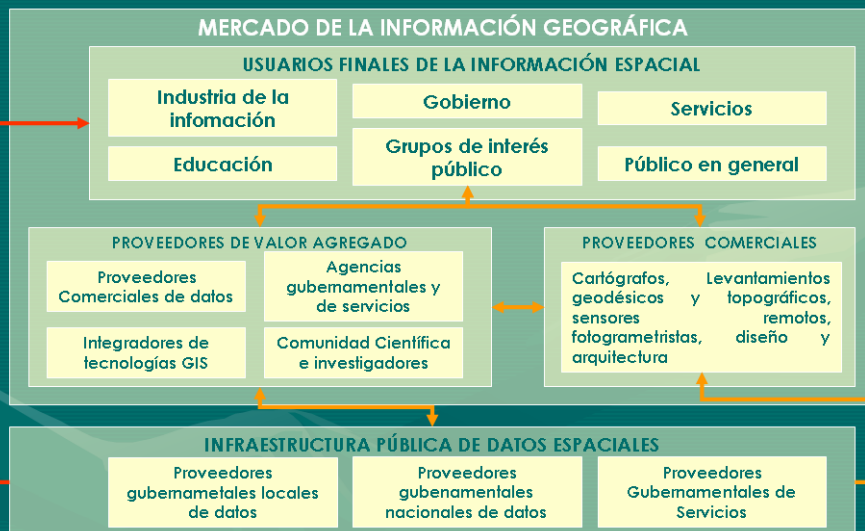 MERCADO DE LA INFORMACIÓN GEOGRÁFICA
USUARIOS FINALES DE LA INFORMACIÓN ESPACIAL
Industria de la
infomación
Gobierno
Servicios
Educación
Grupos de interés
público
Público en general
PROVEEDORES DE VALOR AGREGADO
Proveedores
Comerciales de datos
Agencias
gubernamentales y
de servicios
Integradores de
tecnologías GIS
Comunidad Científica
e investigadores
PROVEEDORES COMERCIALES
Cartógrafos, Levantamientos
geodésicos y topográficos,
sensores remotos,
fotogrametristas, diseño y
arquitectura
INFRAESTRUCTURA PÚBLICA DE DATOS ESPACIALES
Proveedores
gubernametales locales
de datos
Proveedores
gubenamentales
nacionales de datos
Proveedores
Gubernamentales de
Servicios